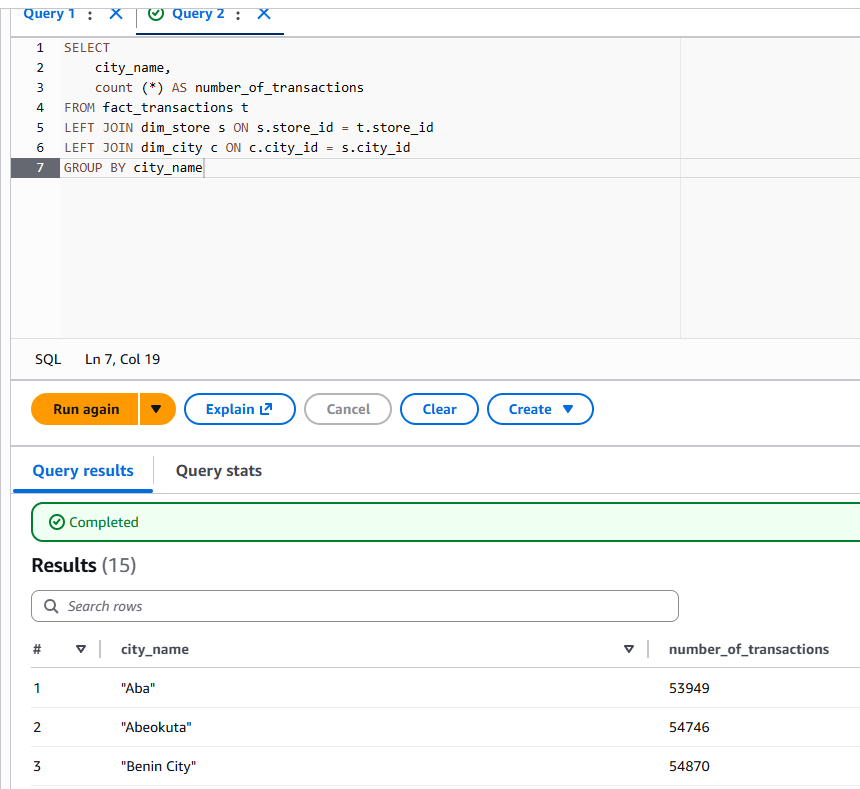 Query 1 : ✕ Query 2 : ✕
1 SELECT
2 city_name,
3 count (*) AS number_of_transactions
4 FROM fact_transactions t
5 LEFT JOIN dim_store s ON s.store_id = t.store_id
6 LEFT JOIN dim_city c ON c.city_id = s.city_id
7 GROUP BY city_name
SQL Ln 7, Col 19
Run again Explain Cancel Clear Create
Query results Query stats
Completed
Results (15)
Search rows
# city_name number_of_transactions
1 "Aba" 53949
2 "Abeokuta" 54746
3 "Benin City" 54870